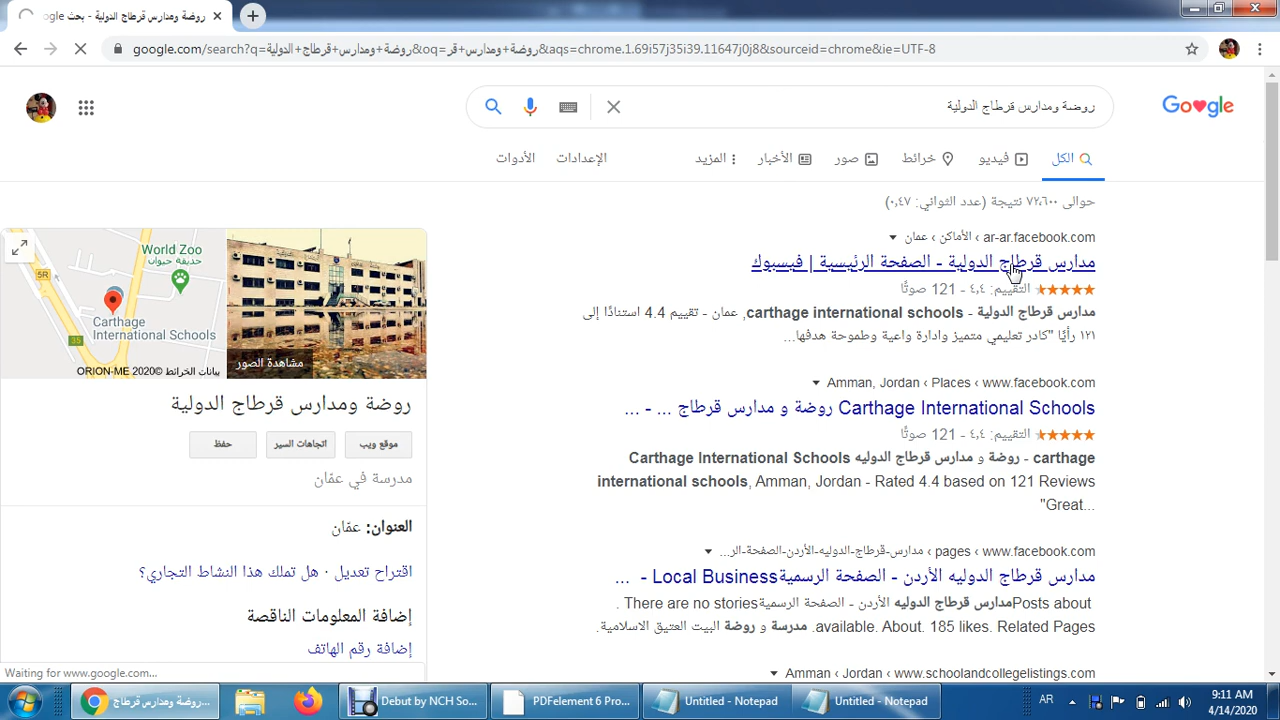 روضة ومدارس قرطاج الدولية - بحث
google.com/search?q=روضة+ومدارس+قرطاج+الدولية&oq=روضة+ومدارس+قر&aqs=chrome.1.69i57j35i39.11647j0j8&sourceid=chrome&ie=UTF-8
Google
روضة ومدارس قرطاج الدولية
الكل
فيديو
خرائط
صور
الأخبار
المزيد
الإعدادات
الأدوات
حوالى ٧٢،٦٠٠ نتيجة (عدد الثواني: ٠،٤٧)
ar-ar.facebook.com › الأماكن › عمان
مدارس قرطاج الدولية - الصفحة الرئيسية | فيسبوك
التقييم: ٤,٤ - 121 صوتًا
مدارس قرطاج الدولية - carthage international schools, عمان - تقييم 4.4 استنادًا إلى
١٢١ رأيًا "كادر تعليمي متميز وادارة واعية وطموحة هدفها...
Amman, Jordan › Places › www.facebook.com
Carthage International Schools روضة و مدارس قرطاج ... - ...
التقييم: ٤,٤ - 121 صوتًا
carthage - روضة و مدارس قرطاج الدوليه Carthage International Schools
international schools, Amman, Jordan - Rated 4.4 based on 121 Reviews
"Great...
www.facebook.com › pages › مدارس-قرطاج-الدوليه-الأردن-الصفحة-الر...
مدارس قرطاج الدوليه الأردن - الصفحة الرسميةLocal Business - ...
There are no storiesمدارس قرطاج الدوليه الأردن - الصفحة الرسميةPosts about .
available. About. 185 likes. Related Pages. مدرسة و روضة البيت العتيق الاسلامية.
Amman › Jordan › www.schoolandcollegelistings.com
World Zoo
حديقة حيوان
5R
Carthage
International Schools
35
بيانات الخرائط ©2020 ORION-ME
مشاهدة الصور
روضة ومدارس قرطاج الدولية
موقع ويب
اتجاهات السير
حفظ
مدرسة في عمّان
العنوان: عمّان
اقتراح تعديل · هل تملك هذا النشاط التجاري؟
إضافة المعلومات الناقصة
إضافة رقم الهاتف
Waiting for www.google.com...
روضة ومدارس قرطاج...
Debut by NCH So...
PDFelement 6 Pro...
Untitled - Notepad
Untitled - Notepad
AR
9:11 AM
4/14/2020